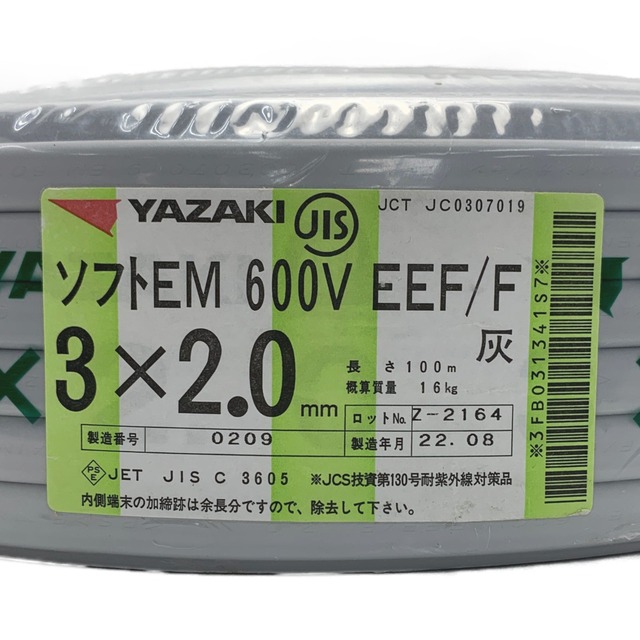 YAZAKI JIS JCT JC0307019
ソフトEM 600V EEF/F
3×2.0mm 灰
長さ100m
概算質量 16kg
ロットNo. Z-2164
製造番号 0209 製造年月 22.08
PSE JET JIS C 3605 ※JCS技資第130号耐紫外線対策品
内側端末の加締跡は余長分ですので、除去して下さい。
※3FB031341S7※